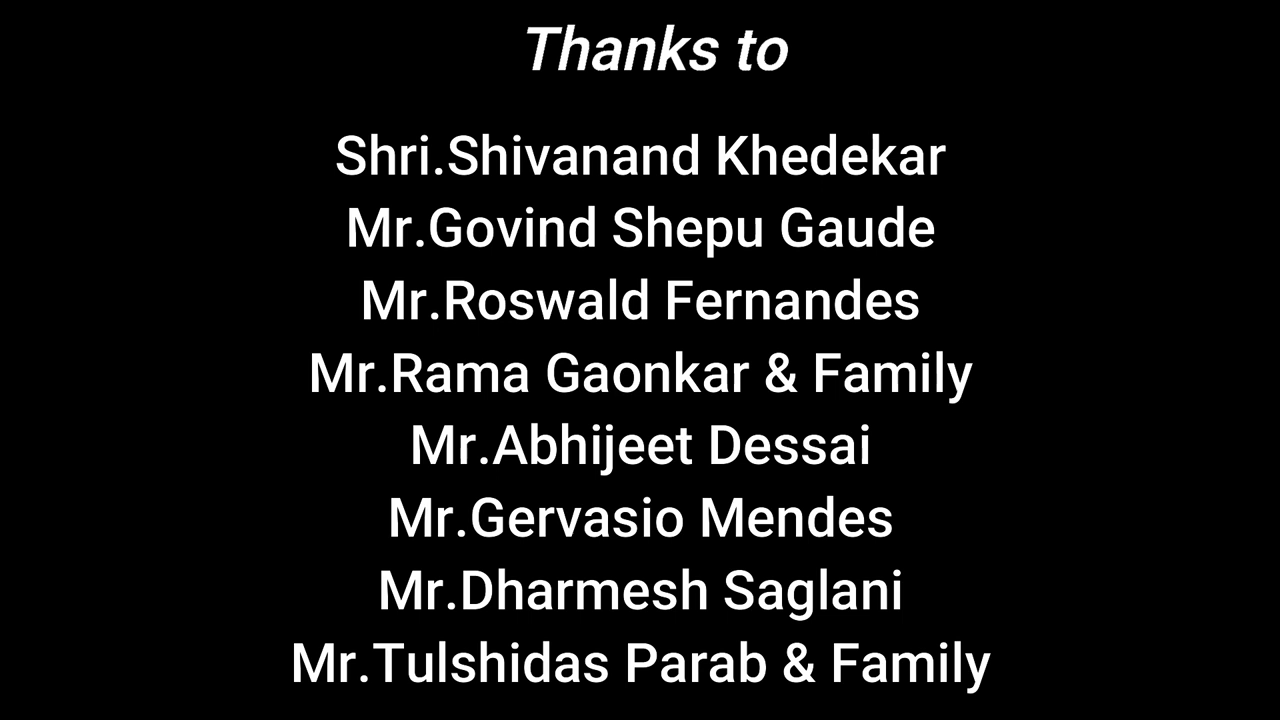 Thanks to
Shri.Shivanand Khedekar
Mr.Govind Shepu Gaude
Mr.Roswald Fernandes
Mr.Rama Gaonkar & Family
Mr.Abhijeet Dessai
Mr.Gervasio Mendes
Mr.Dharmesh Saglani
Mr.Tulshidas Parab & Family